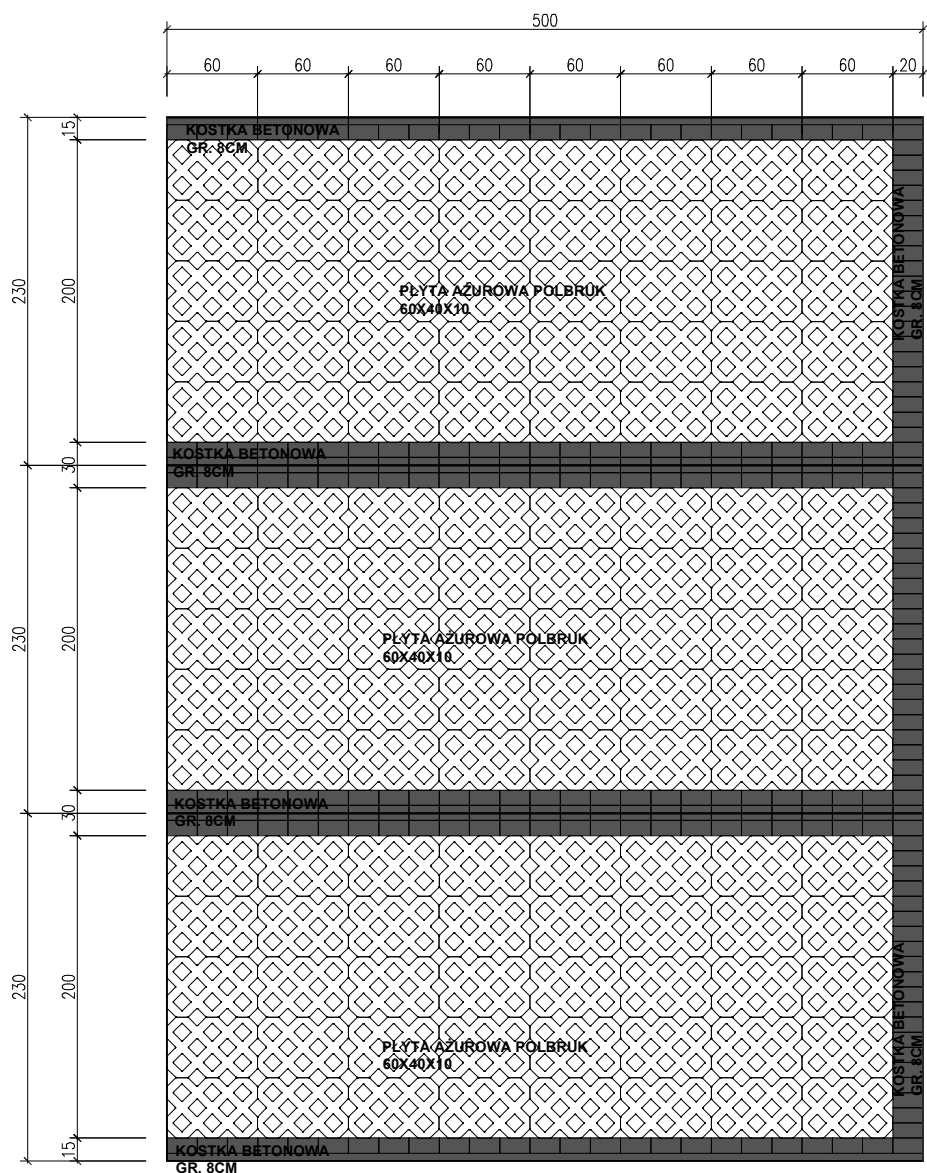 500
60 60 60 60 60 60 60 60 20
15
KOSTKA BETONOWA
GR. 8CM
230
200
PŁYTA AŻUROWA POLBRUK
60X40X10
KOSTKA BETONOWA
GR. 8CM
30
KOSTKA BETONOWA
GR. 8CM
230
200
PŁYTA AŻUROWA POLBRUK
60X40X10
30
KOSTKA BETONOWA
GR. 8CM
230
200
PŁYTA AŻUROWA POLBRUK
60X40X10
KOSTKA BETONOWA
GR. 8CM
15
KOSTKA BETONOWA
GR. 8CM